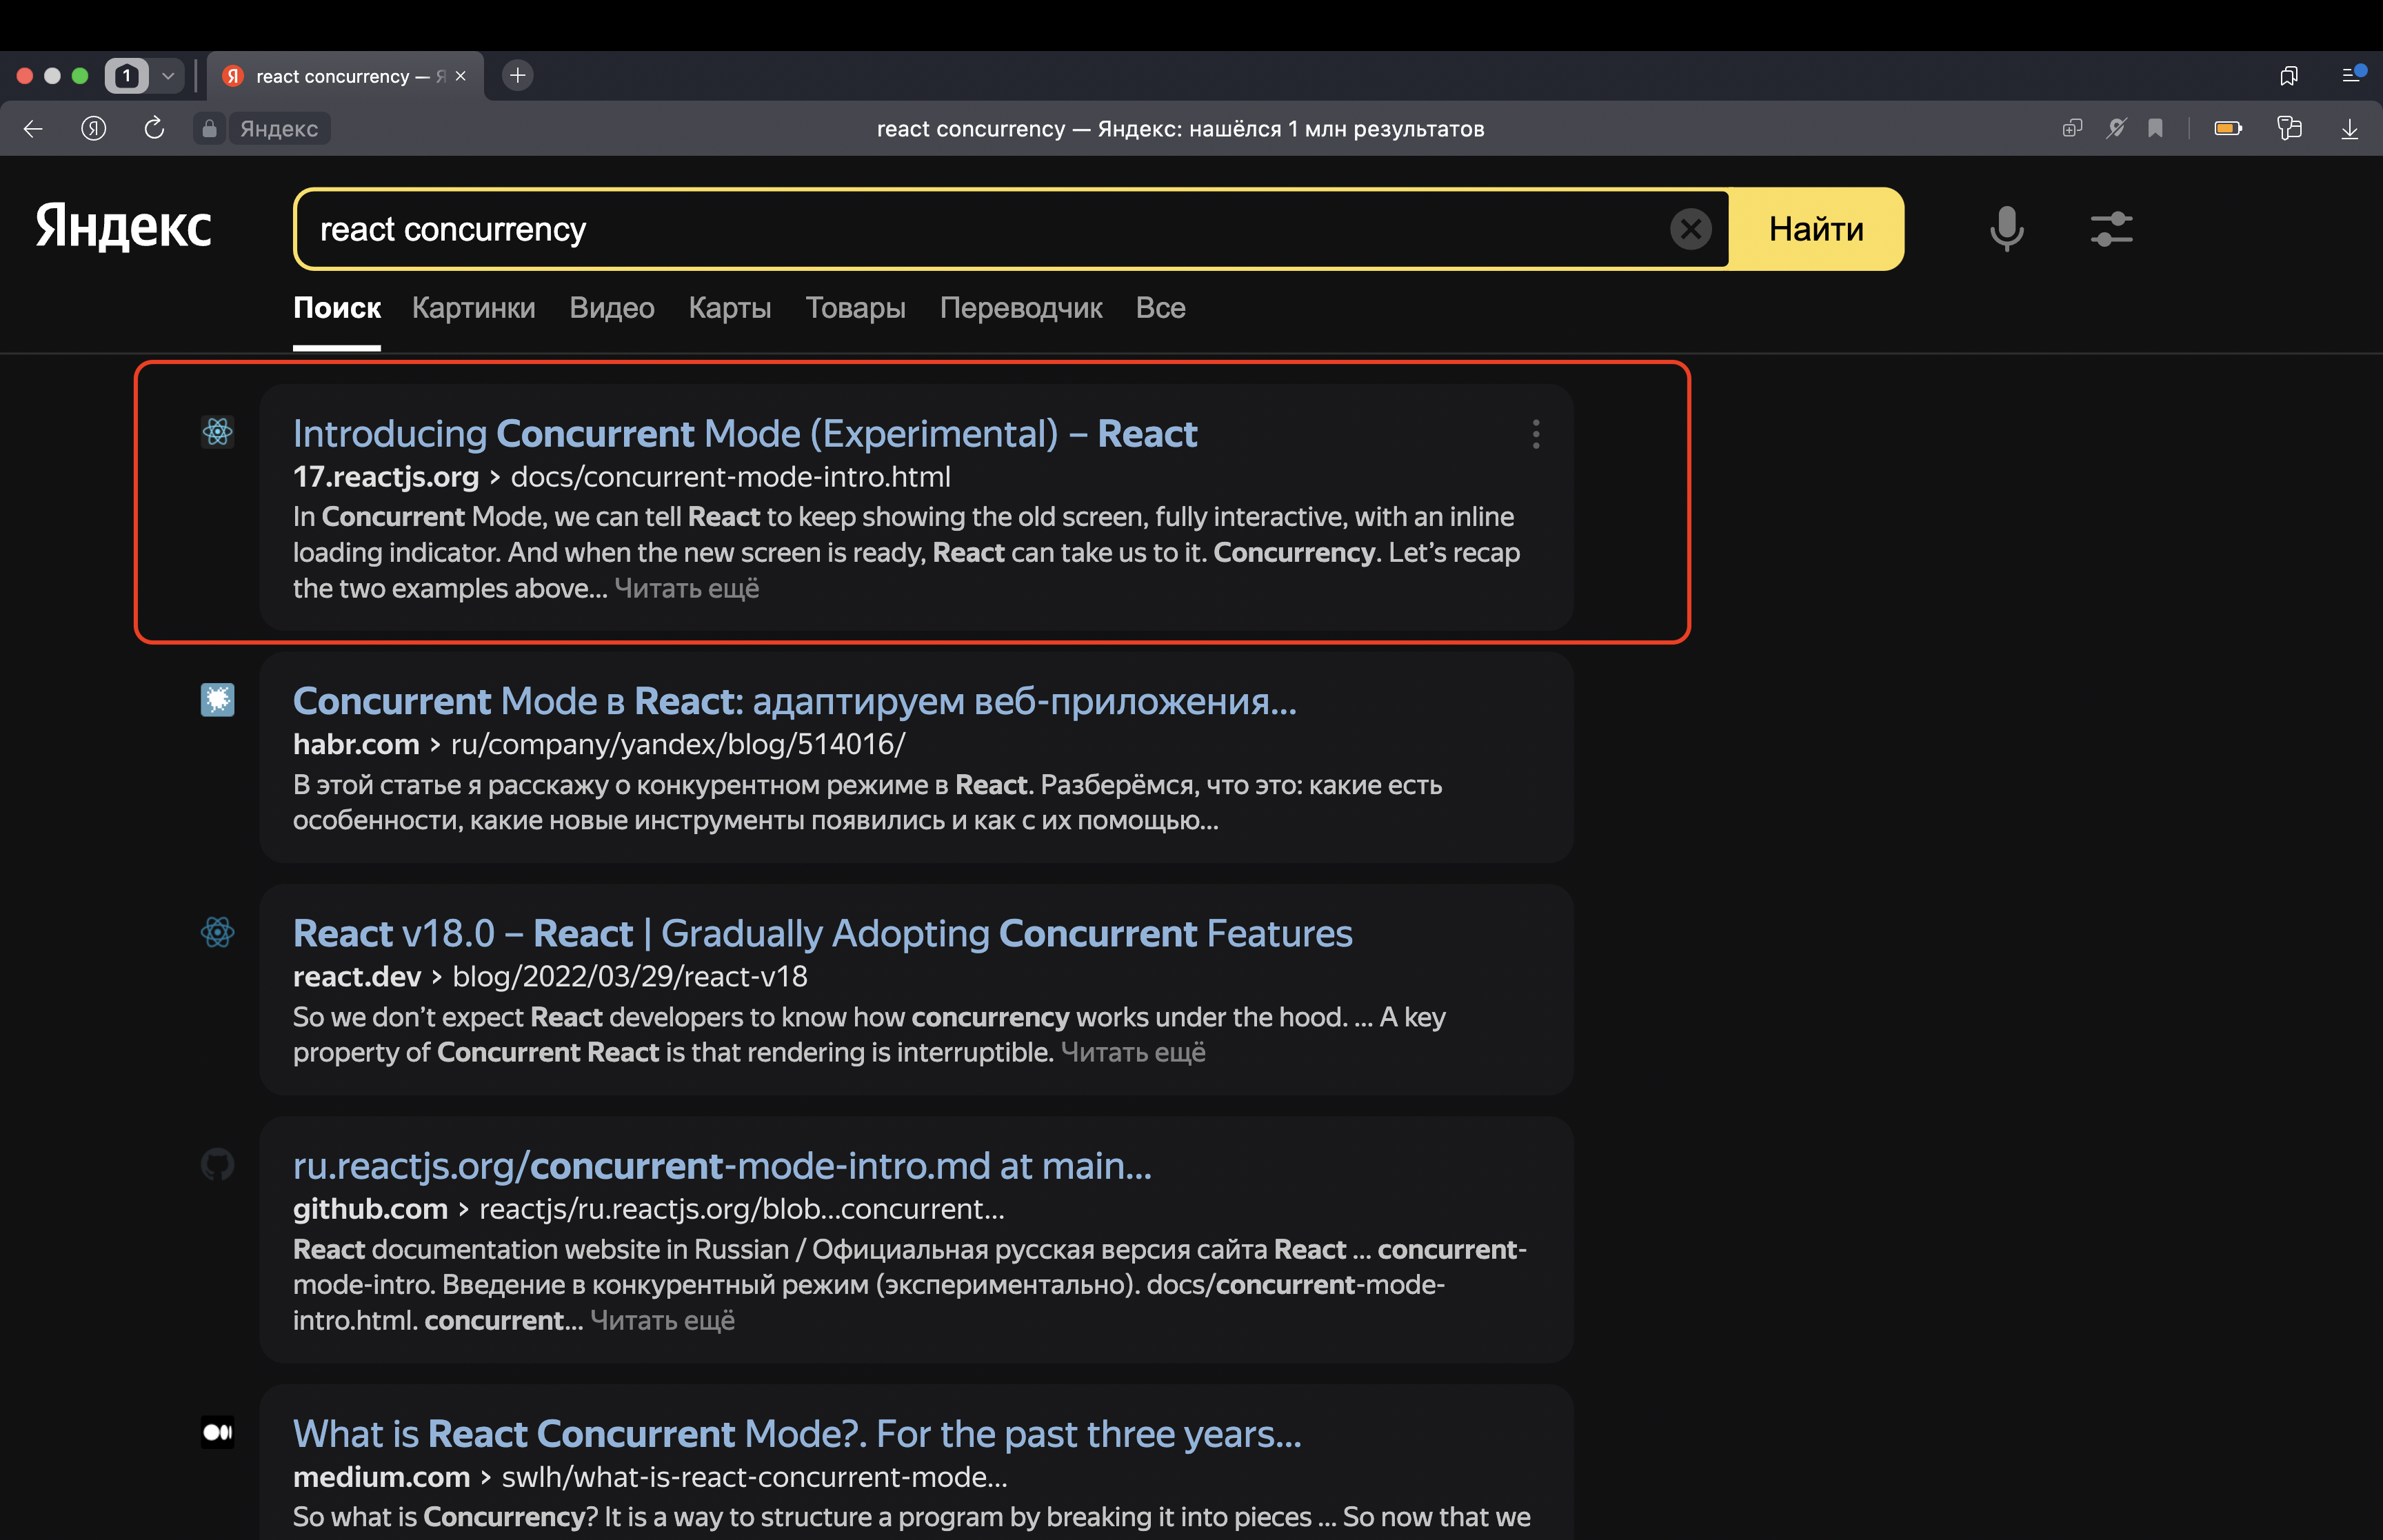 1
react concurrency — Я
Яндекс
react concurrency — Яндекс: нашёлся 1 млн результатов
Яндекс
react concurrency
Найти
Поиск Картинки Видео Карты Товары Переводчик Все
Introducing Concurrent Mode (Experimental) – React
17.reactjs.org › docs/concurrent-mode-intro.html
In Concurrent Mode, we can tell React to keep showing the old screen, fully interactive, with an inline
loading indicator. And when the new screen is ready, React can take us to it. Concurrency. Let’s recap
the two examples above... Читать ещё
Concurrent Mode в React: адаптируем веб-приложения...
habr.com › ru/company/yandex/blog/514016/
В этой статье я расскажу о конкурентном режиме в React. Разберёмся, что это: какие есть
особенности, какие новые инструменты появились и как с их помощью...
React v18.0 – React | Gradually Adopting Concurrent Features
react.dev › blog/2022/03/29/react-v18
So we don’t expect React developers to know how concurrency works under the hood. ... A key
property of Concurrent React is that rendering is interruptible. Читать ещё
ru.reactjs.org/concurrent-mode-intro.md at main...
github.com › reactjs/ru.reactjs.org/blob...concurrent...
React documentation website in Russian / Официальная русская версия сайта React ... concurrent-
mode-intro. Введение в конкурентный режим (экспериментально). docs/concurrent-mode-
intro.html. concurrent... Читать ещё
What is React Concurrent Mode?. For the past three years...
medium.com › swlh/what-is-react-concurrent-mode...
So what is Concurrency? It is a way to structure a program by breaking it into pieces ... So now that we